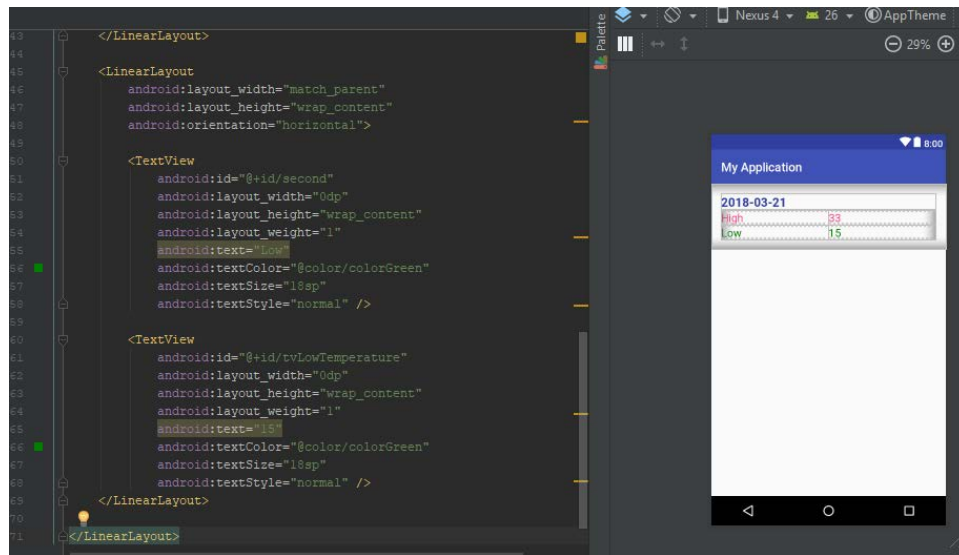 Nexus 4 26 AppTheme
Palette
29%
43 </LinearLayout>
44
45 <LinearLayout
46 android:layout_width="match_parent"
47 android:layout_height="wrap_content"
48 android:orientation="horizontal">
49
50 <TextView
51 android:id="@+id/second"
52 android:layout_width="0dp"
53 android:layout_height="wrap_content"
54 android:layout_weight="1"
55 android:text="Low"
56 android:textColor="@color/colorGreen"
57 android:textSize="18sp"
58 android:textStyle="normal" />
59
60 <TextView
61 android:id="@+id/tvLowTemperature"
62 android:layout_width="0dp"
63 android:layout_height="wrap_content"
64 android:layout_weight="1"
65 android:text="15"
66 android:textColor="@color/colorGreen"
67 android:textSize="18sp"
68 android:textStyle="normal" />
69 </LinearLayout>
70
71 </LinearLayout>
8:00
My Application
2018-03-21
High 33
Low 15